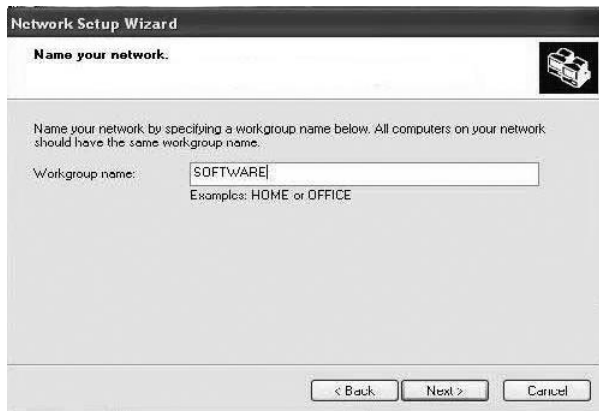 Network Setup Wizard
Name your network.
Name your network by specifying a workgroup name below. All computers on your network
should have the same workgroup name.
Workgroup name:
SOFTWARE
Examples: HOME or OFFICE
< Back
Next >
Cancel